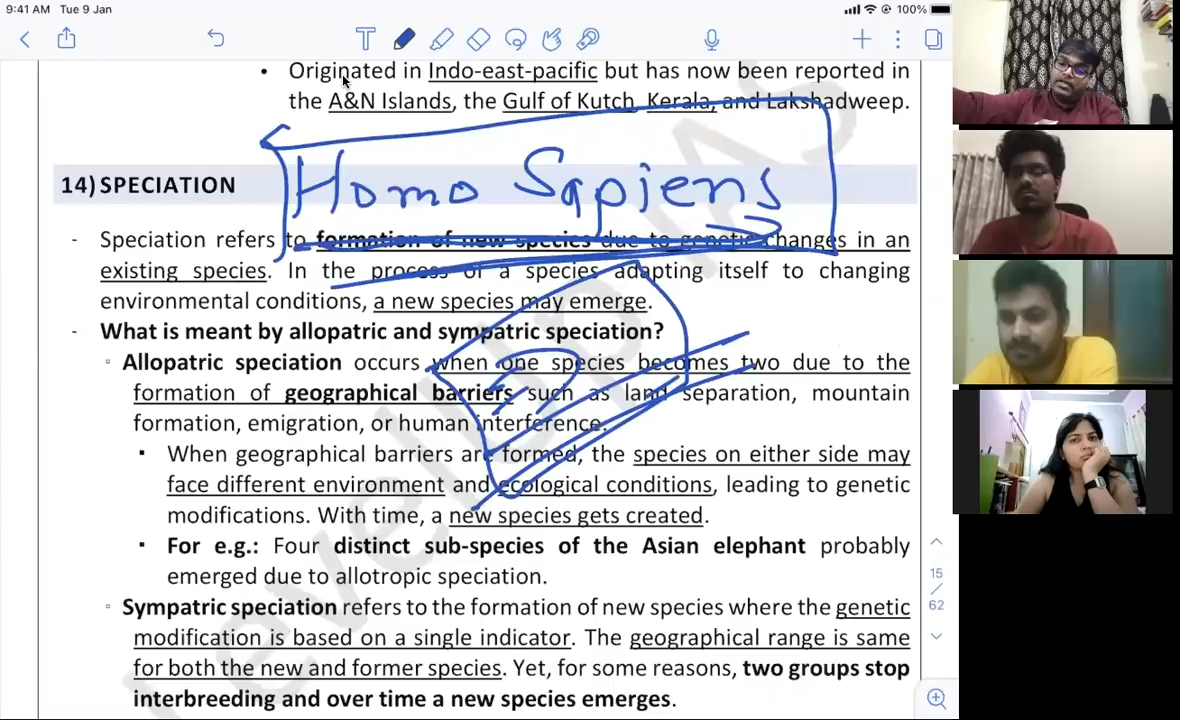 9:41 AM Tue 9 Jan
100%
• Originated in Indo-east-pacific but has now been reported in
the A&N Islands, the Gulf of Kutch, Kerala, and Lakshadweep.
Homo Sapiens
14) SPECIATION
- Speciation refers to formation of new species due to genetic changes in an
existing species. In the process of a species adapting itself to changing
environmental conditions, a new species may emerge.
- What is meant by allopatric and sympatric speciation?
▫ Allopatric speciation occurs when one species becomes two due to the
formation of geographical barriers such as land separation, mountain
formation, emigration, or human interference.
▪ When geographical barriers are formed, the species on either side may
face different environment and ecological conditions, leading to genetic
modifications. With time, a new species gets created.
▪ For e.g.: Four distinct sub-species of the Asian elephant probably
emerged due to allotropic speciation.
▫ Sympatric speciation refers to the formation of new species where the genetic
modification is based on a single indicator. The geographical range is same
for both the new and former species. Yet, for some reasons, two groups stop
interbreeding and over time a new species emerges.
15
/
62